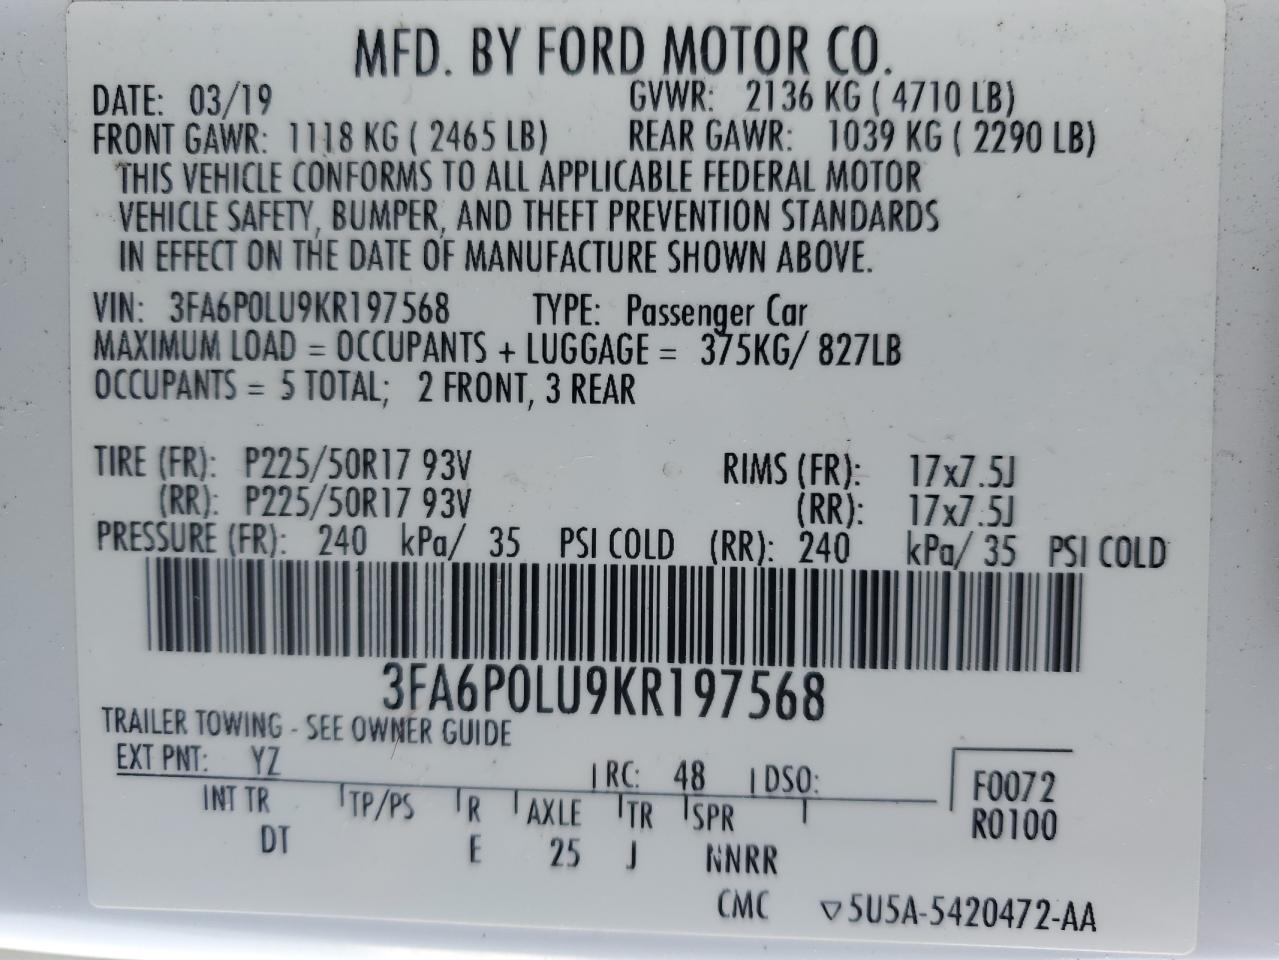 MFD. BY FORD MOTOR CO.
DATE: 03/19 GVWR: 2136 KG ( 4710 LB)
FRONT GAWR: 1118 KG ( 2465 LB) REAR GAWR: 1039 KG ( 2290 LB)
THIS VEHICLE CONFORMS TO ALL APPLICABLE FEDERAL MOTOR
VEHICLE SAFETY, BUMPER, AND THEFT PREVENTION STANDARDS
IN EFFECT ON THE DATE OF MANUFACTURE SHOWN ABOVE.
VIN: 3FA6P0LU9KR197568 TYPE: Passenger Car
MAXIMUM LOAD = OCCUPANTS + LUGGAGE = 375KG/ 827LB
OCCUPANTS = 5 TOTAL; 2 FRONT, 3 REAR
TIRE (FR): P225/50R17 93V RIMS (FR): 17x7.5J
(RR): P225/50R17 93V (RR): 17x7.5J
PRESSURE (FR): 240 kPa/ 35 PSI COLD (RR): 240 kPa/ 35 PSI COLD
3FA6P0LU9KR197568
TRAILER TOWING - SEE OWNER GUIDE
EXT PNT: YZ RC: 48 DSO: F0072
INT TR TP/PS R AXLE TR SPR R0100
DT E 25 J NNRR
CMC ▽5U5A-5420472-AA